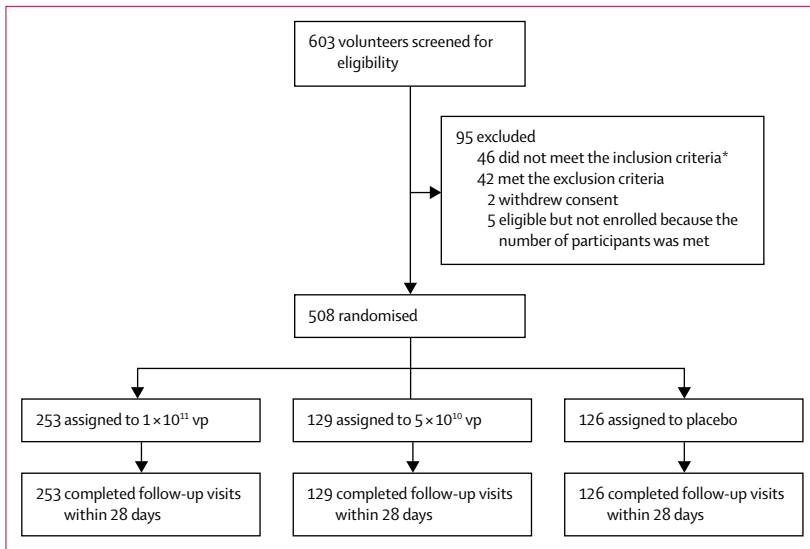 603 volunteers screened for
eligibility
95 excluded
46 did not meet the inclusion criteria*
42 met the exclusion criteria
2 withdrew consent
5 eligible but not enrolled because the
number of participants was met
508 randomised
253 assigned to 1 × 10¹¹ vp
129 assigned to 5 × 10¹⁰ vp
126 assigned to placebo
253 completed follow-up visits
within 28 days
129 completed follow-up visits
within 28 days
126 completed follow-up visits
within 28 days